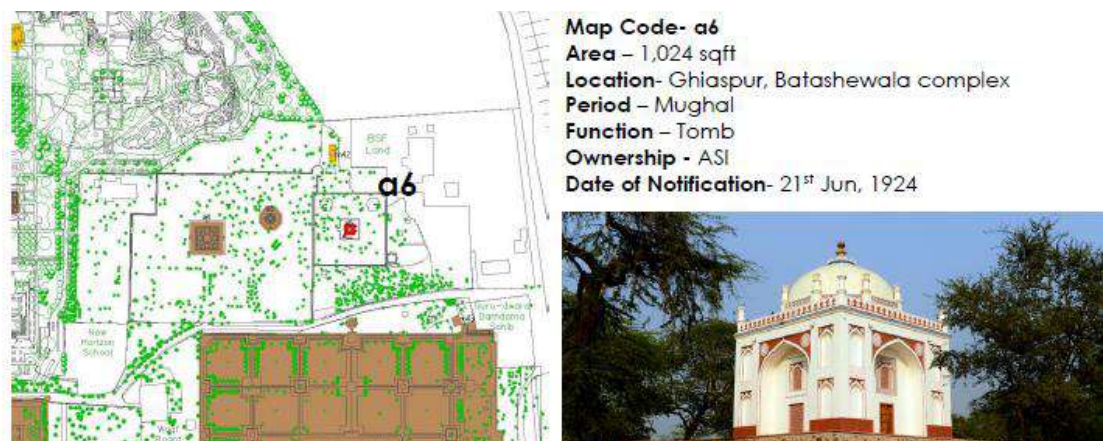 Map Code- a6
Area – 1,024 sqft
Location- Ghiaspur, Batashewala complex
Period – Mughal
Function – Tomb
Ownership - ASI
Date of Notification- 21st Jun, 1924
BSF
Land
a6
New
Horizon
School
Damdama
Sahib